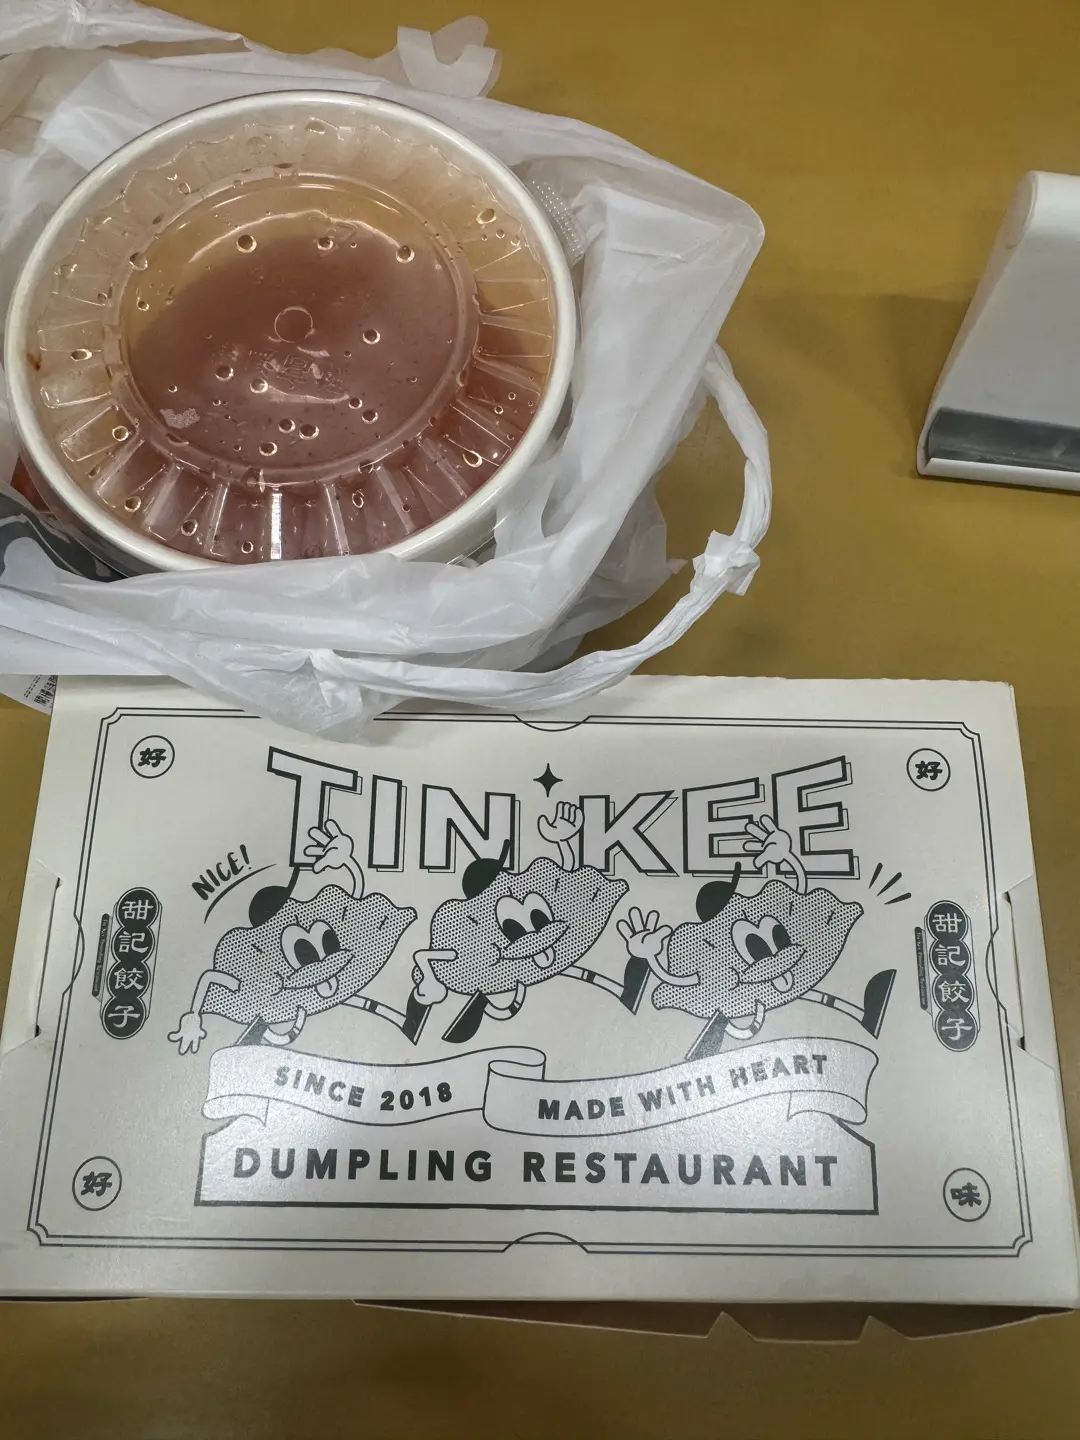 好
好
TIN KEE
NICE!
甜記餃子
甜記餃子
SINCE 2018
MADE WITH HEART
DUMPLING RESTAURANT
好
味